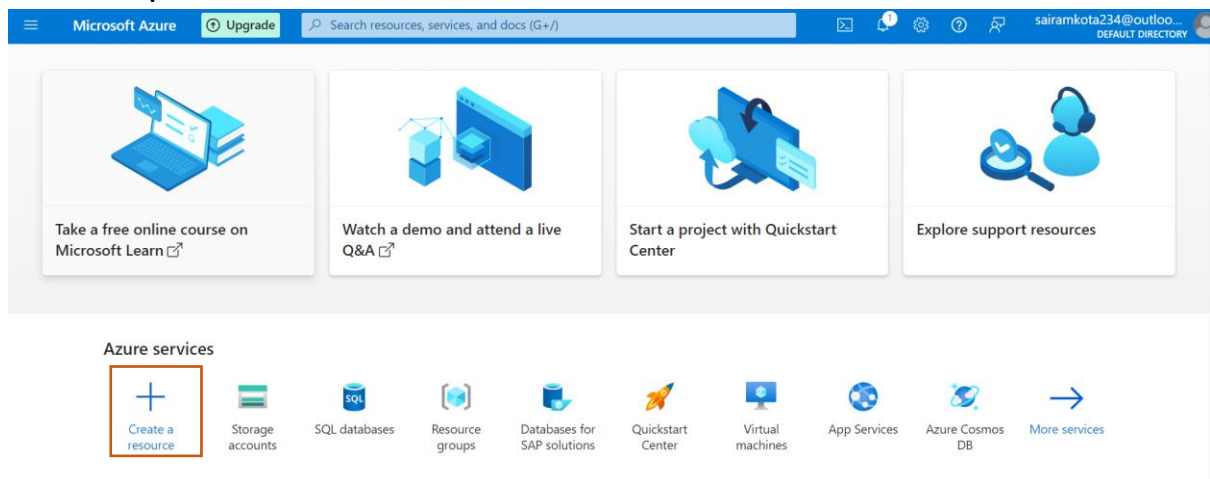 Microsoft Azure
Upgrade
Search resources, services, and docs (G+/)
1
sairamkota234@outloo...
DEFAULT DIRECTORY
Take a free online course on
Microsoft Learn
Watch a demo and attend a live
Q&A
Start a project with Quickstart
Center
Explore support resources
Azure services
Create a
resource
Storage
accounts
SQL
SQL databases
Resource
groups
Databases for
SAP solutions
Quickstart
Center
Virtual
machines
App Services
Azure Cosmos
DB
More services